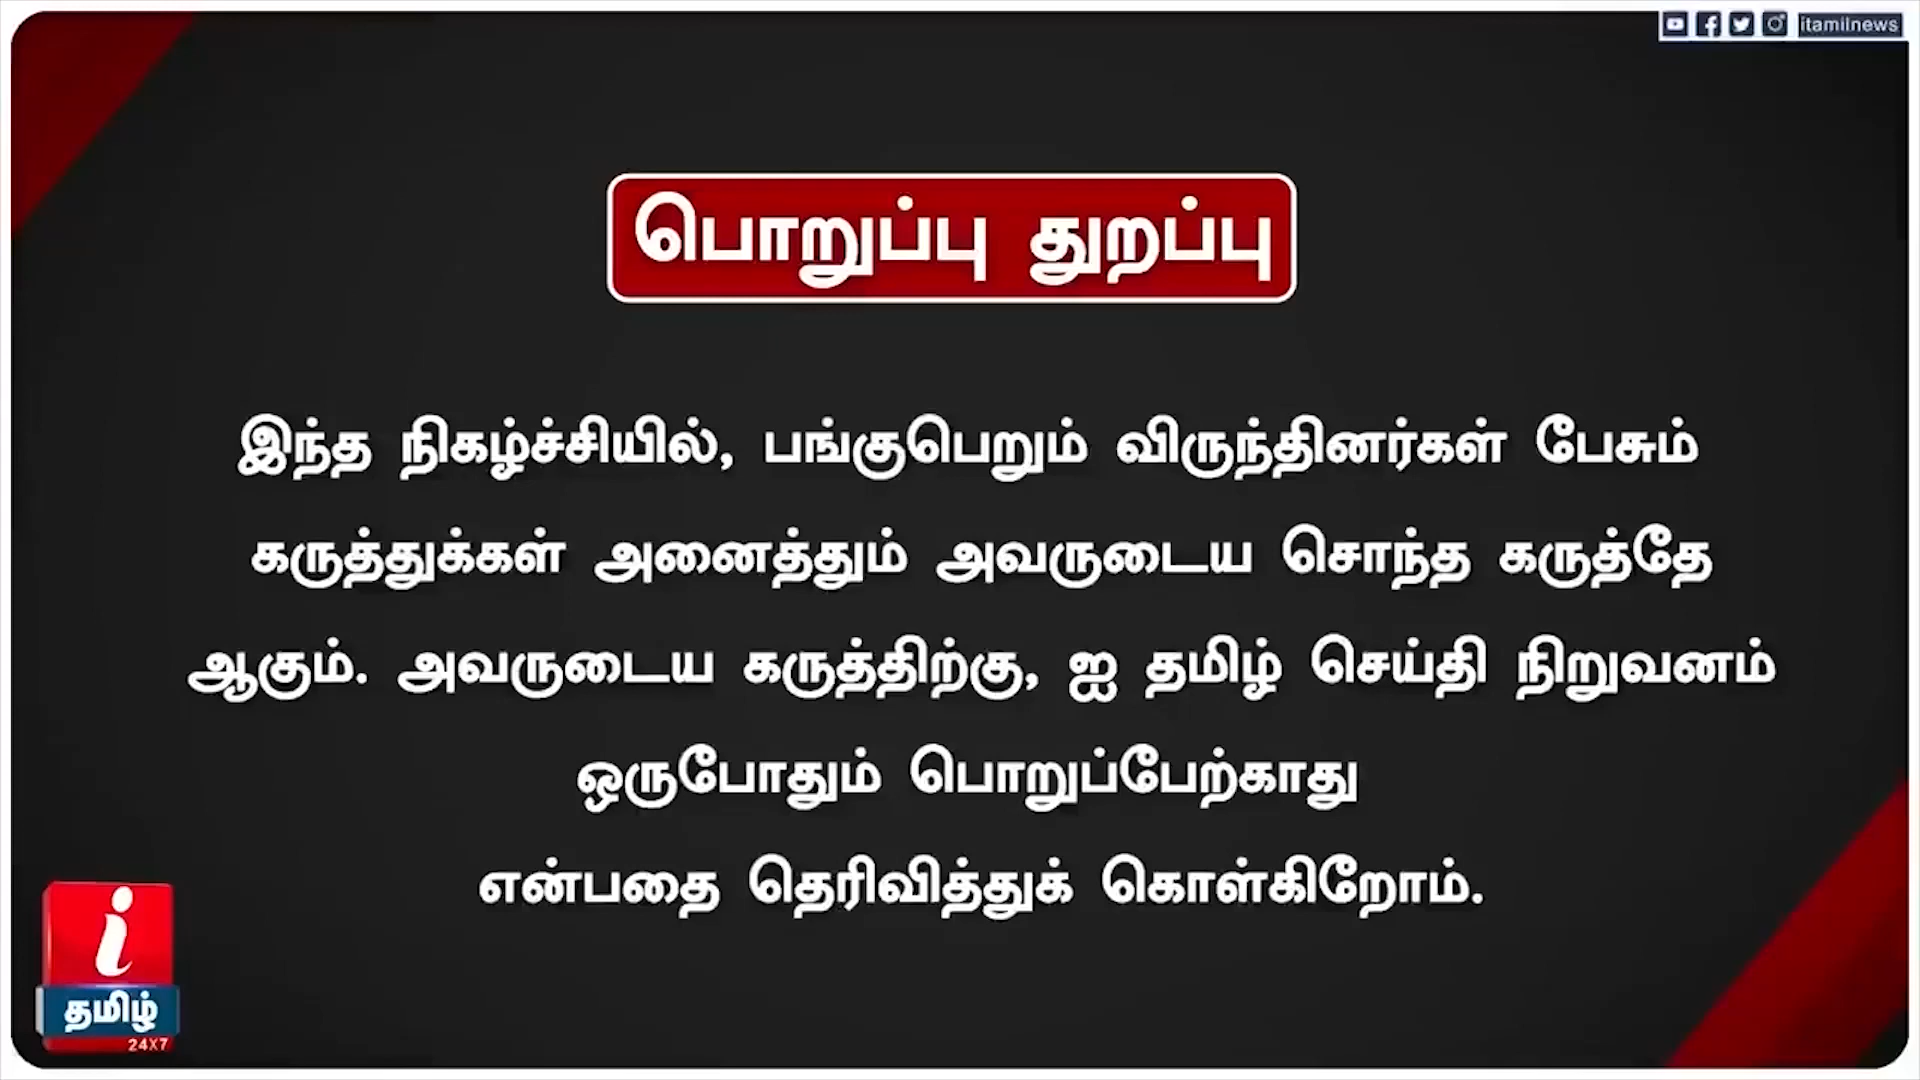 itamilnews
பொறுப்பு துறப்பு
இந்த நிகழ்ச்சியில், பங்குபெறும் விருந்தினர்கள் பேசும்
கருத்துக்கள் அனைத்தும் அவருடைய சொந்த கருத்தே
ஆகும். அவருடைய கருத்திற்கு, ஐ தமிழ் செய்தி நிறுவனம்
ஒருபோதும் பொறுப்பேற்காது
என்பதை தெரிவித்துக் கொள்கிறோம்.
i
தமிழ்
24X7